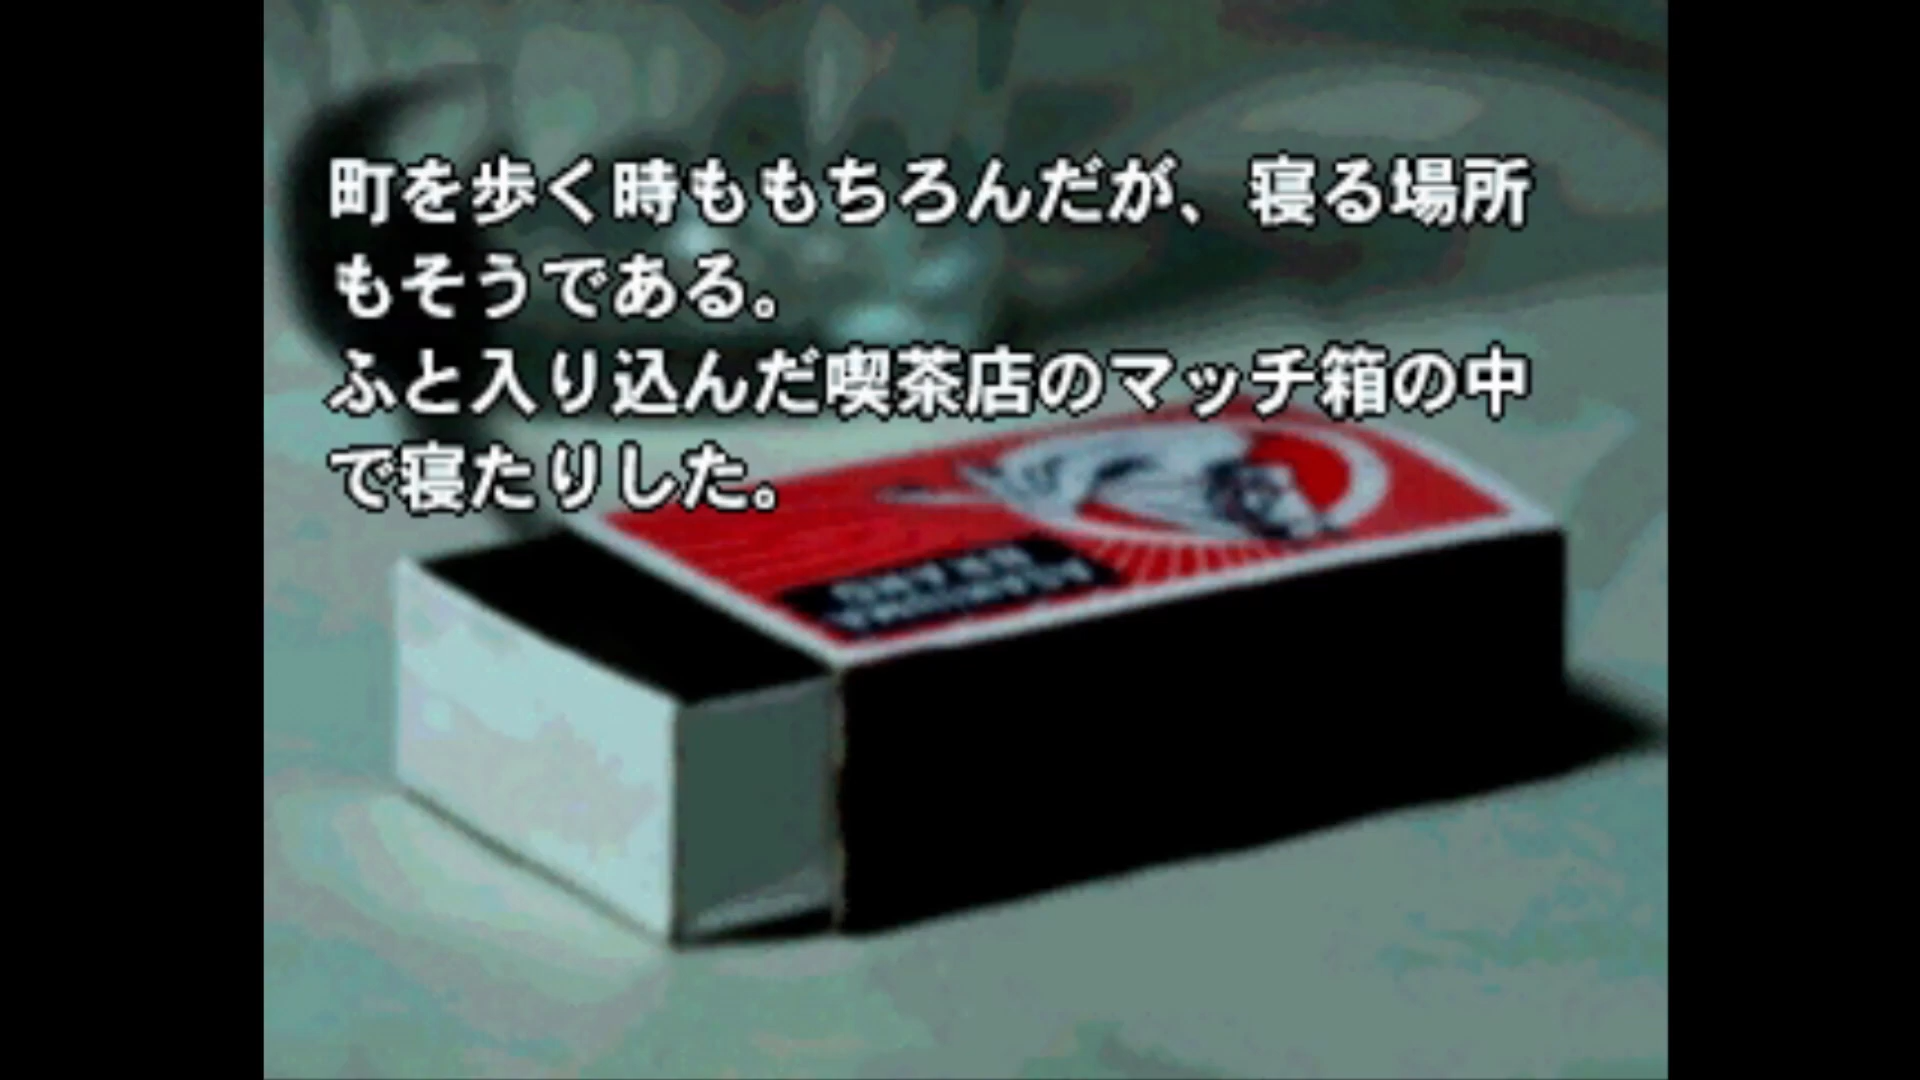 町を歩く時ももちろんだが、寝る場所
もそうである。
ふと入り込んだ喫茶店のマッチ箱の中
で寝たりした。